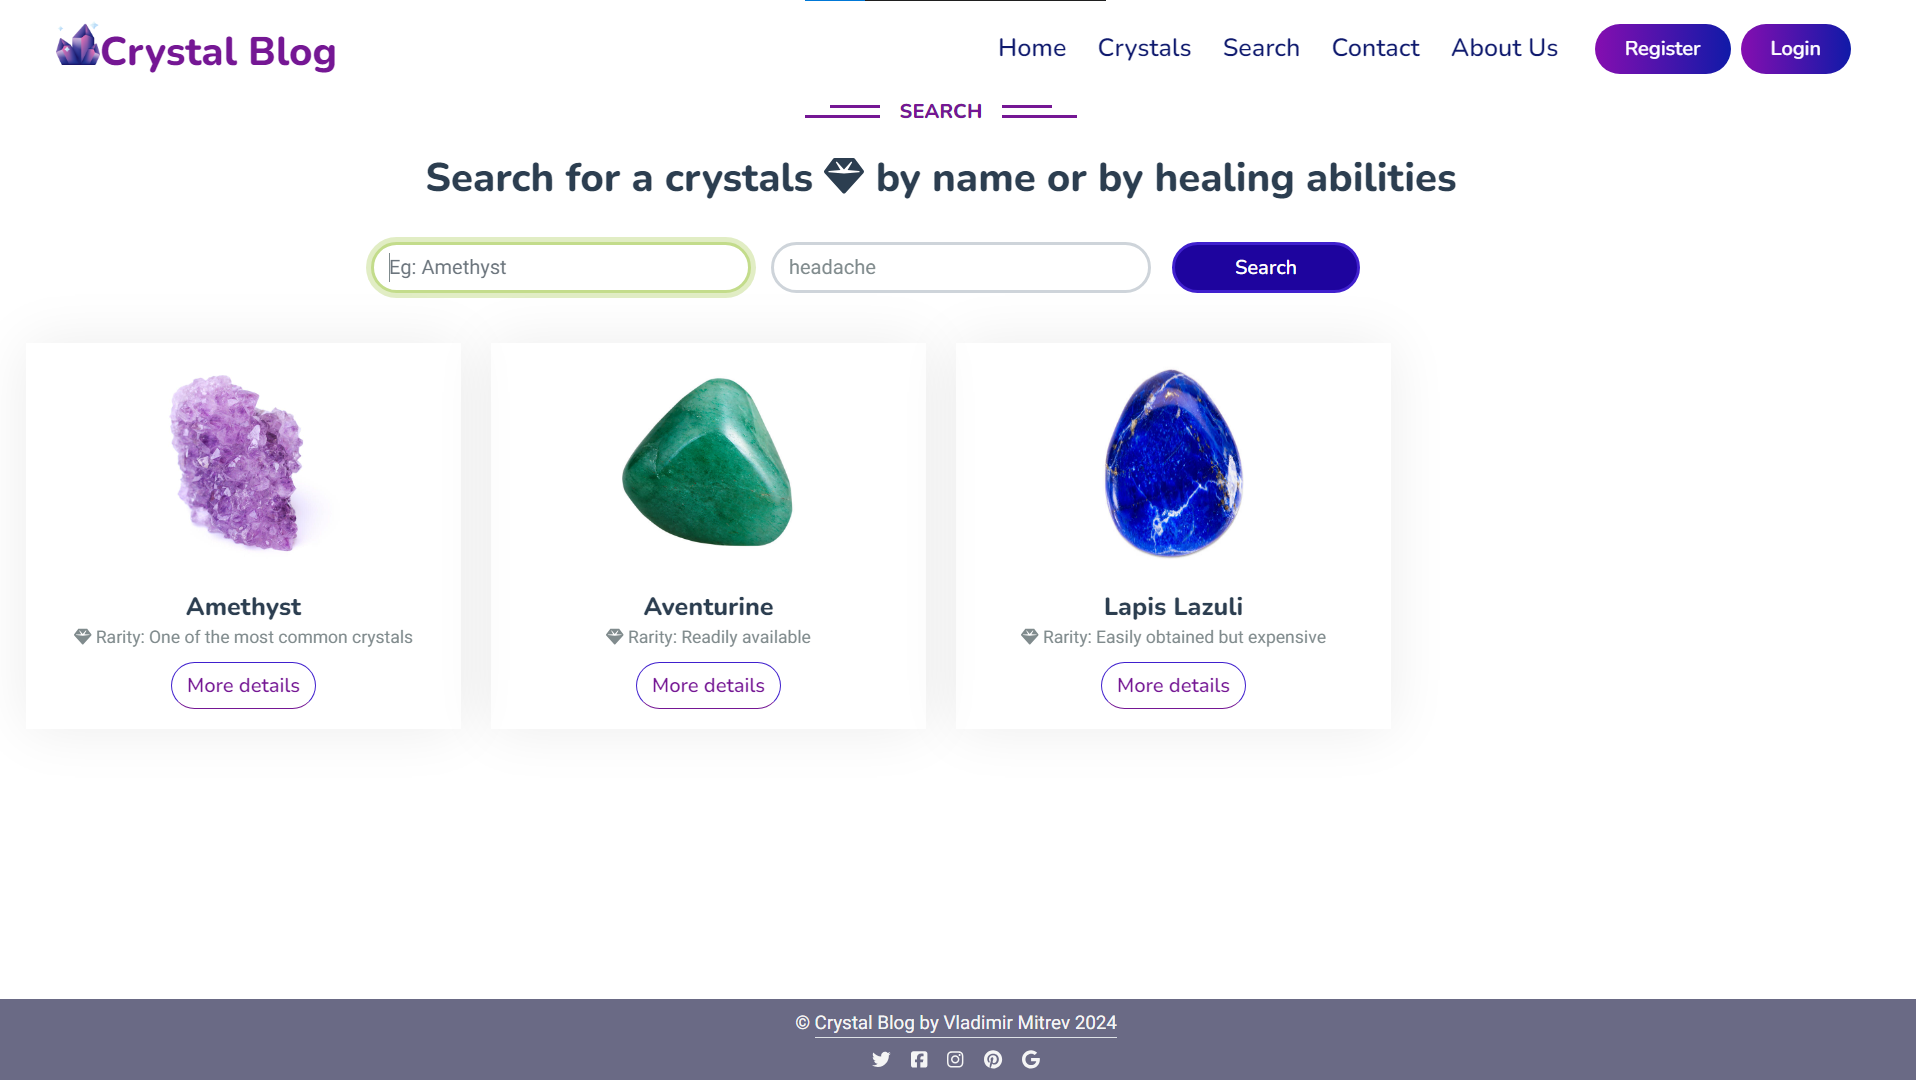 Crystal Blog
Home Crystals Search Contact About Us Register Login
SEARCH
Search for a crystals by name or by healing abilities
Eg: Amethyst headache Search
Amethyst
Rarity: One of the most common crystals
More details
Aventurine
Rarity: Readily available
More details
Lapis Lazuli
Rarity: Easily obtained but expensive
More details
© Crystal Blog by Vladimir Mitrev 2024